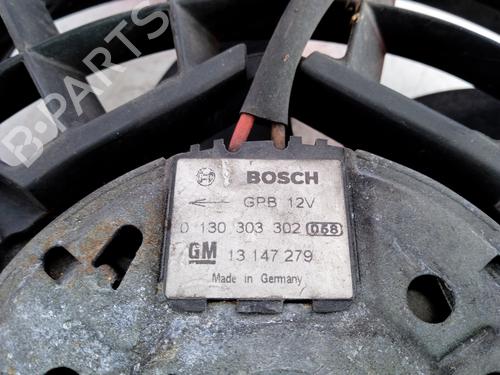 B-PARTS
BOSCH
← GPB 12V
0 130 303 302 068
GM 13 147 279
Made in Germany